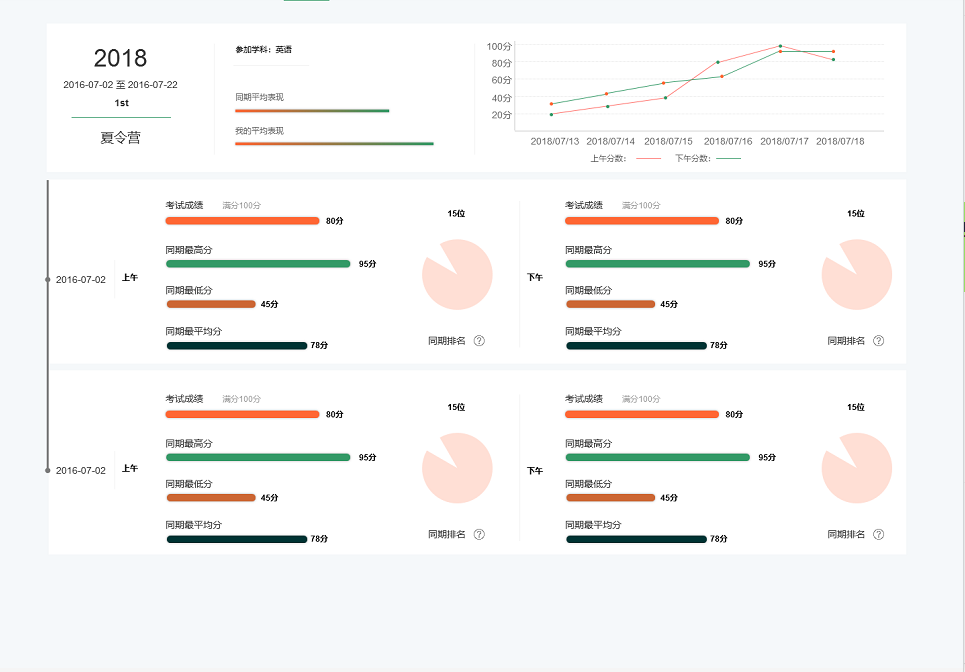 2018
2016-07-02 至 2016-07-22
1st
夏令营
参加学科：英语
同期平均表现
我的平均表现
100分
80分
60分
40分
20分
2018/07/13 2018/07/14 2018/07/15 2018/07/16 2018/07/17 2018/07/18
上午分数： 下午分数：
2016-07-02
上午
考试成绩 满分100分
80分
同期最高分
95分
同期最低分
45分
同期最平均分
78分
15位
同期排名 ?
下午
考试成绩 满分100分
80分
同期最高分
95分
同期最低分
45分
同期最平均分
78分
15位
同期排名 ?
2016-07-02
上午
考试成绩 满分100分
80分
同期最高分
95分
同期最低分
45分
同期最平均分
78分
15位
同期排名 ?
下午
考试成绩 满分100分
80分
同期最高分
95分
同期最低分
45分
同期最平均分
78分
15位
同期排名 ?